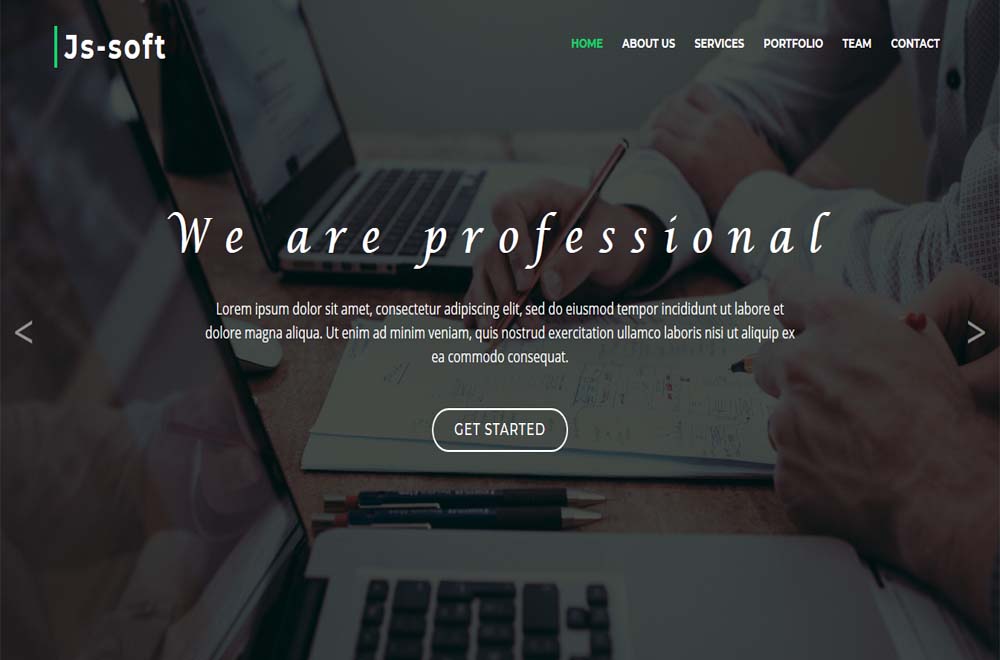 Js-soft
HOME ABOUT US SERVICES PORTFOLIO TEAM CONTACT
We are professional
Lorem ipsum dolor sit amet, consectetur adipiscing elit, sed do eiusmod tempor incididunt ut labore et
dolore magna aliqua. Ut enim ad minim veniam, quis nostrud exercitation ullamco laboris nisi ut aliquip ex
ea commodo consequat.
< >
GET STARTED